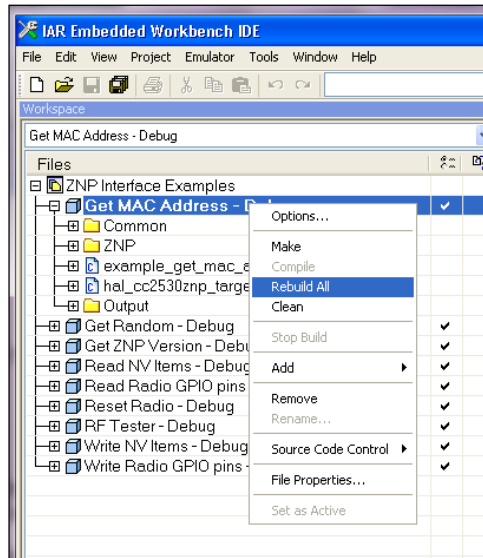 IAR Embedded Workbench IDE
File Edit View Project Emulator Tools Window Help
Workspace
Get MAC Address - Debug
Files
ZNP Interface Examples
Get MAC Address -
Common
ZNP
example_get_mac_a
hal_cc2530znp_targe
Output
Get Random - Debug
Get ZNP Version - Debu
Read NV Items - Debug
Read Radio GPIO pins
Reset Radio - Debug
RF Tester - Debug
Write NV Items - Debug
Write Radio GPIO pins -
Options...
Make
Compile
Rebuild All
Clean
Stop Build
Add
Remove
Rename...
Source Code Control
File Properties...
Set as Active